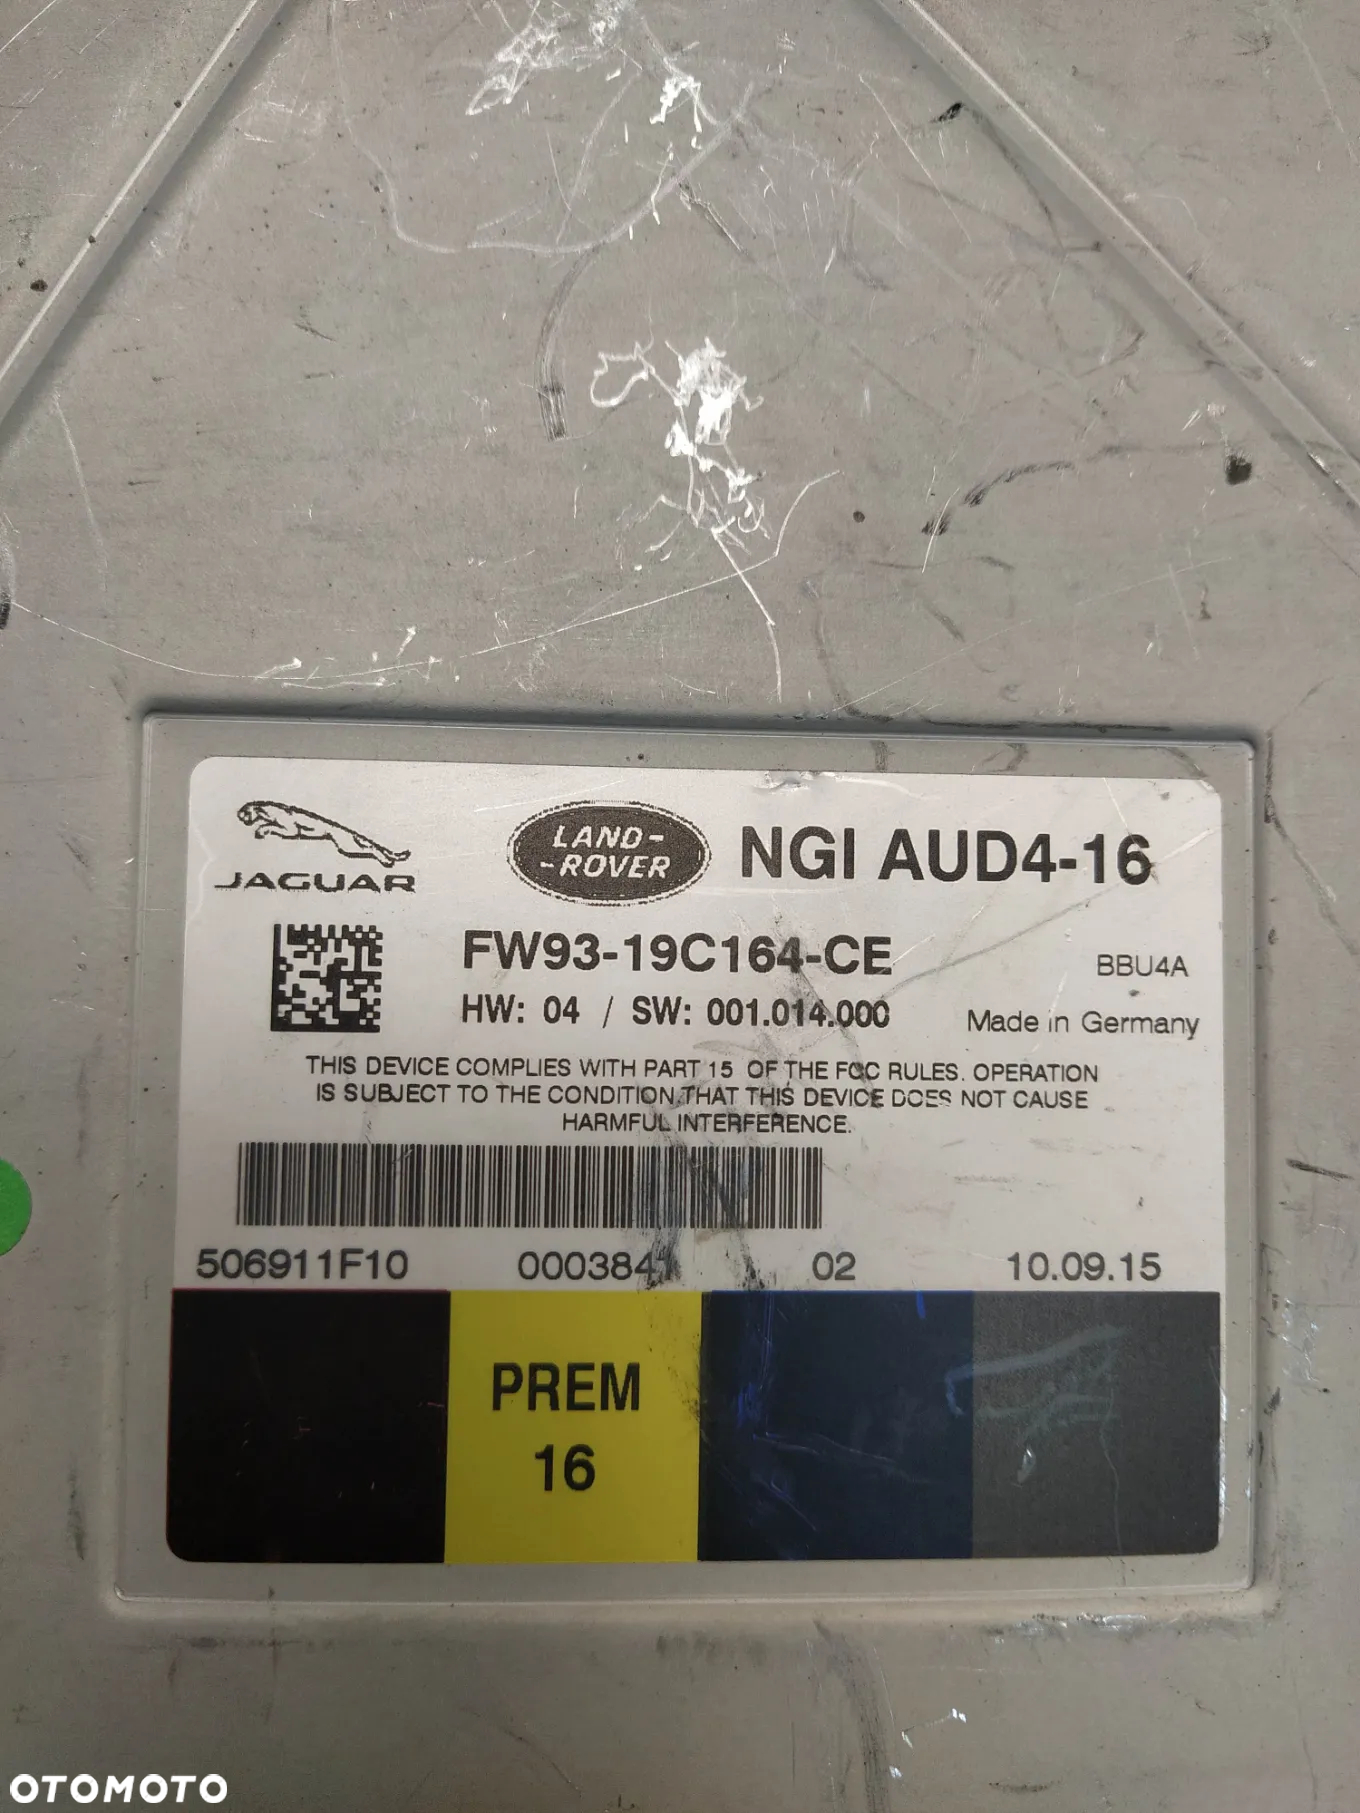 JAGUAR
LAND-
-ROVER
NGI AUD4-16
FW93-19C164-CE
BBU4A
HW: 04 / SW: 001.014.000
Made in Germany
THIS DEVICE COMPLIES WITH PART 15 OF THE FCC RULES. OPERATION
IS SUBJECT TO THE CONDITION THAT THIS DEVICE DOES NOT CAUSE
HARMFUL INTERFERENCE.
506911F10 02 10.09.15
PREM
16
OTOMOTO